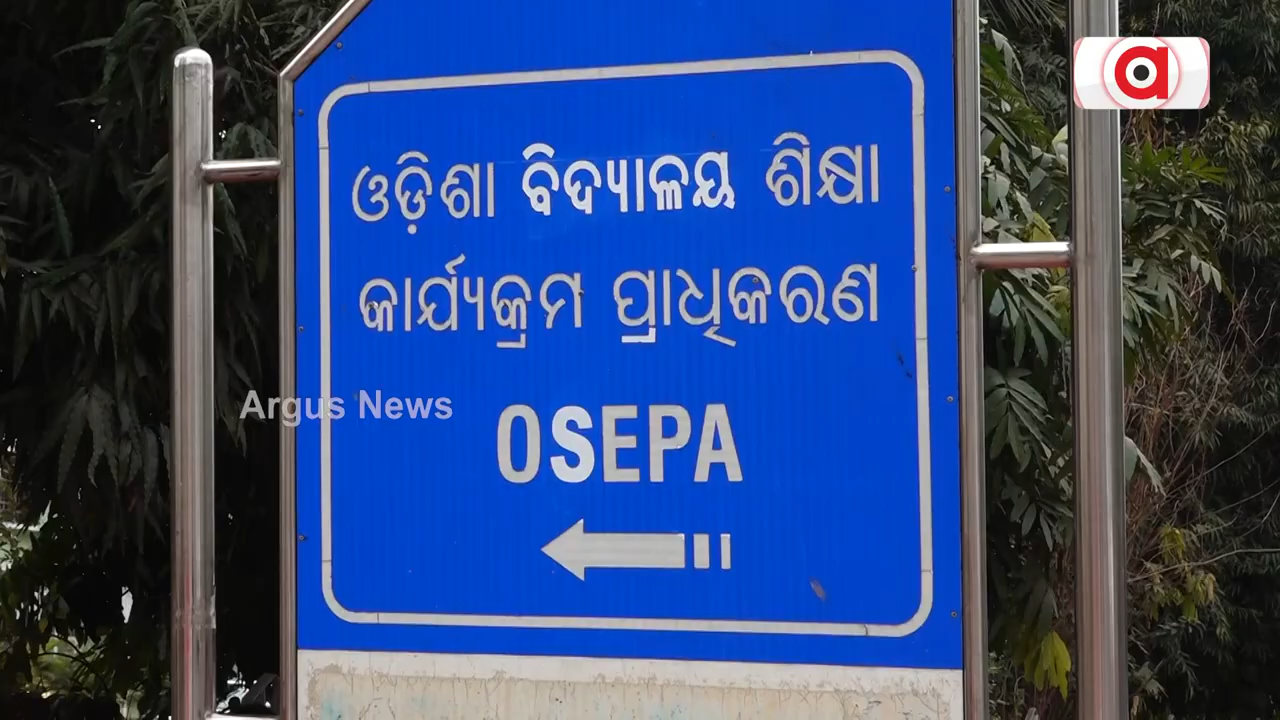 ଓଡ଼ିଶା ବିଦ୍ୟାଳୟ ଶିକ୍ଷା
କାର୍ଯ୍ୟକ୍ରମ ପ୍ରାଧିକରଣ
Argus News
OSEPA